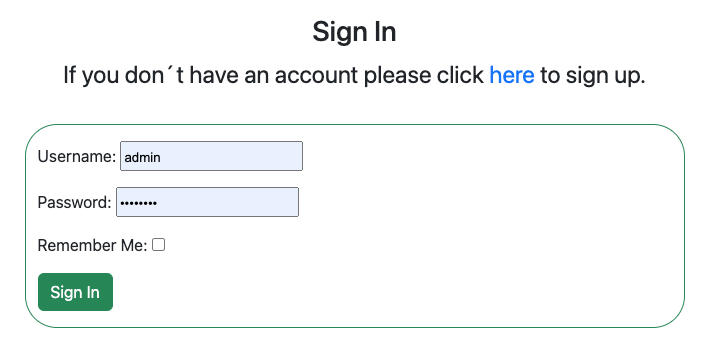 Sign In
If you don´t have an account please click here to sign up.
Username: admin
Password: ••••••••
Remember Me:
Sign In